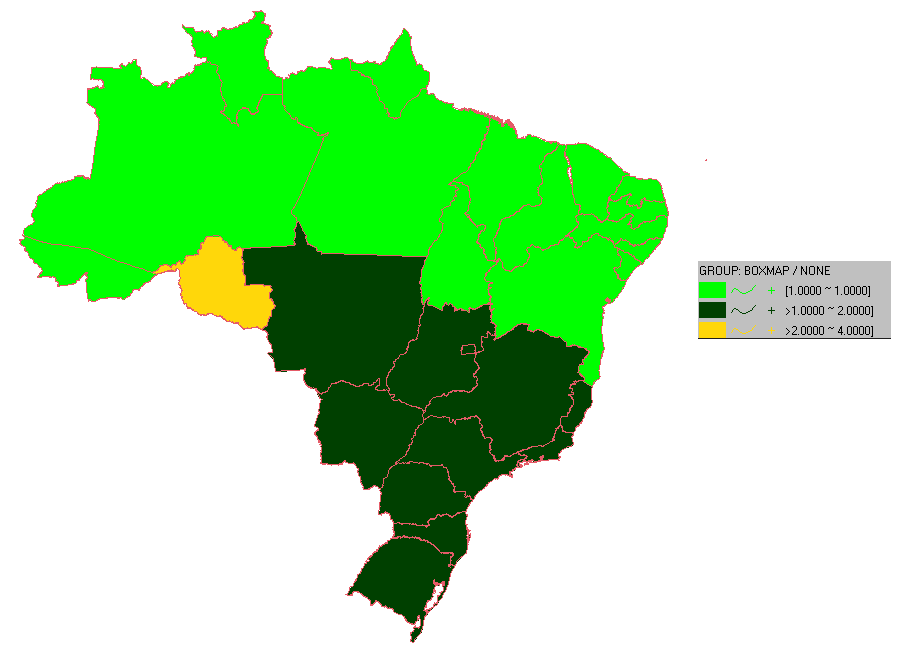 GROUP: BOXMAP / NONE
[1.0000 ~ 1.0000]
>1.0000 ~ 2.0000]
>2.0000 ~ 4.0000]